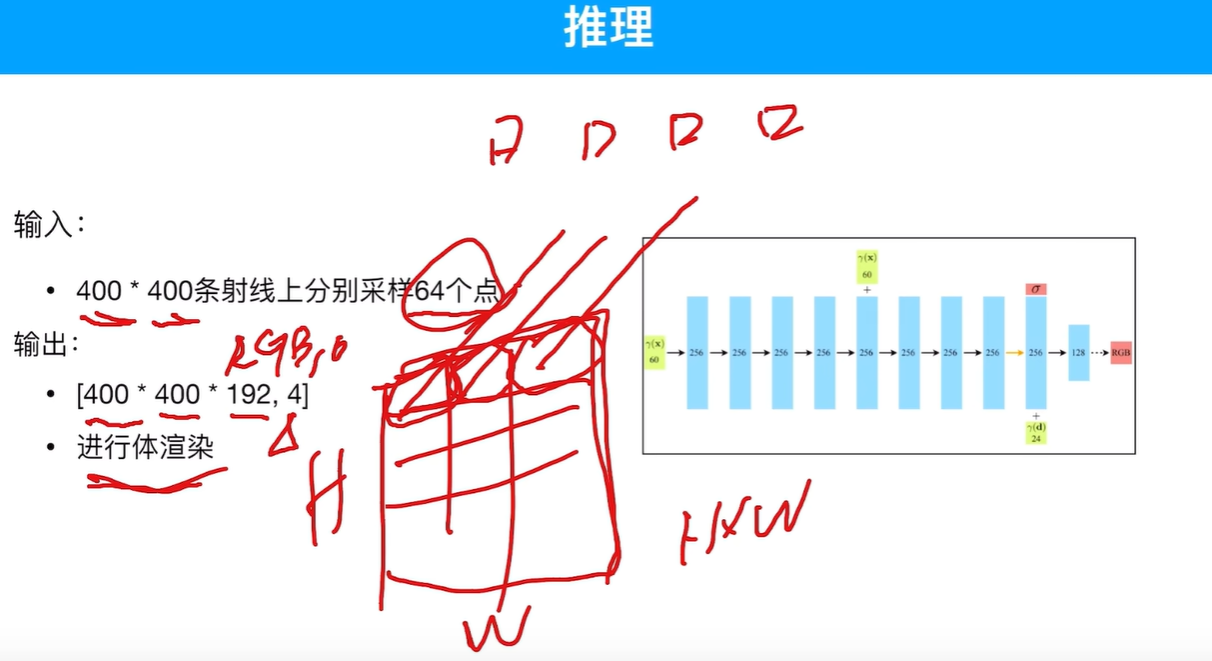 推理
输入：
• 400 * 400条射线上分别采样64个点
输出：
RGB,σ
• [400 * 400 * 192, 4]
• 进行体渲染
H
W
H×W
γ(x)
60
+
σ
γ(x)
60
256
256
256
256
256
256
256
256
256
128
RGB
+
γ(d)
24